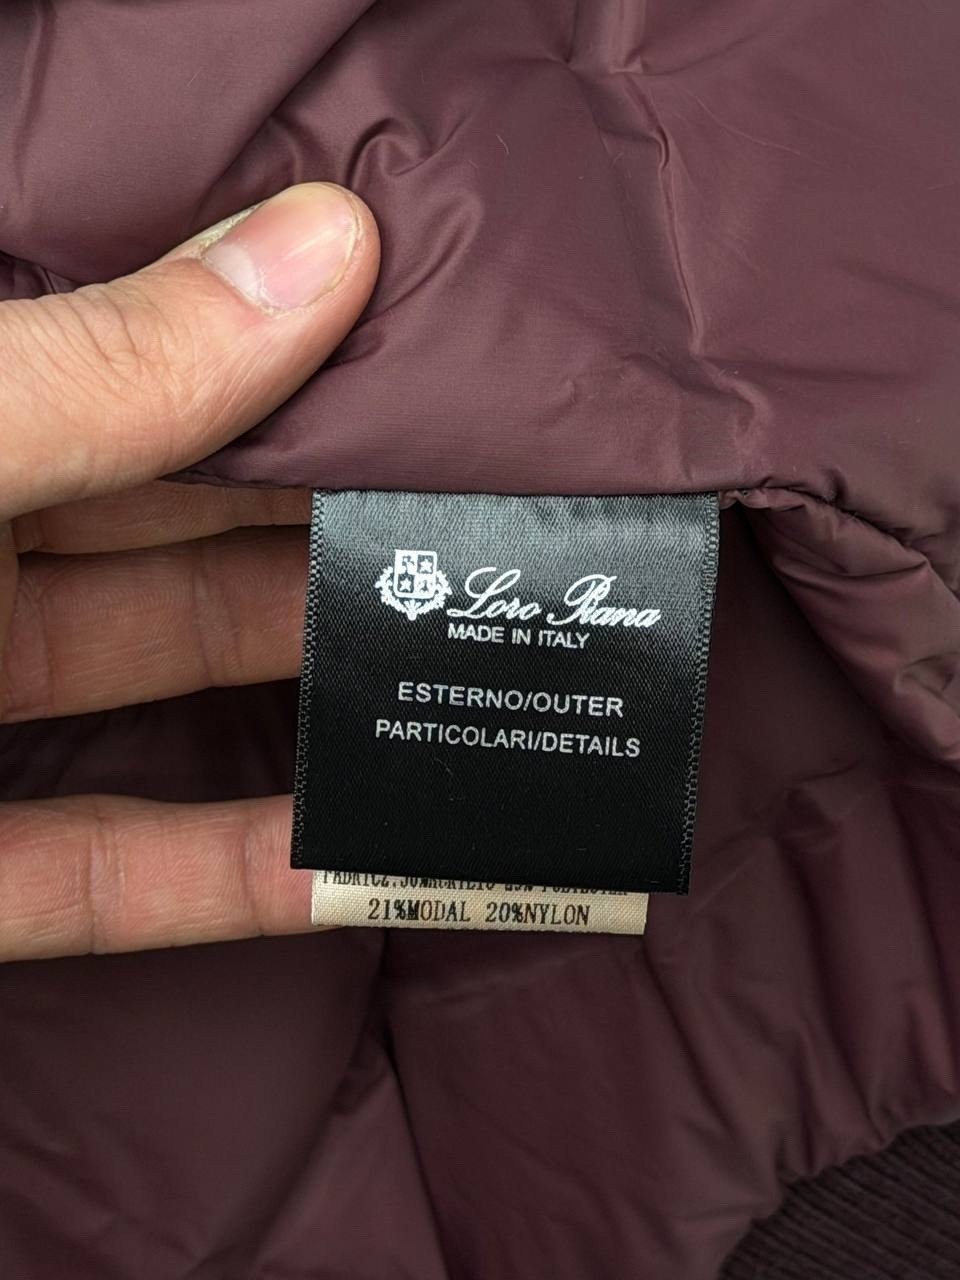 Loro Piana
MADE IN ITALY
ESTERNO/OUTER
PARTICOLARI/DETAILS
21%MODAL 20%NYLON